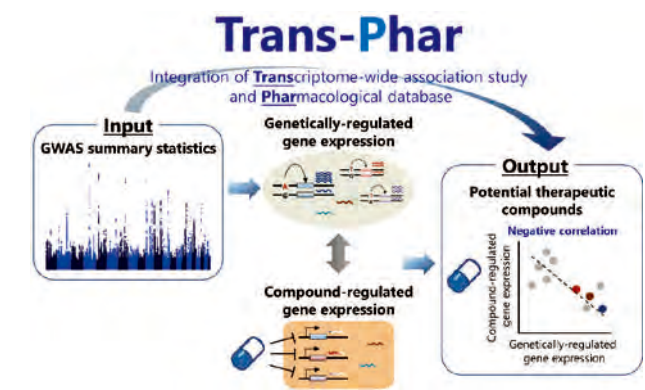 Trans-Phar
Integration of Transcriptome-wide association study
and Pharmacological database
Input
GWAS summary statistics
Genetically-regulated
gene expression
A
G
Compound-regulated
gene expression
Output
Potential therapeutic
compounds
Negative correlation
Compound-regulated
gene expression
Genetically-regulated
gene expression